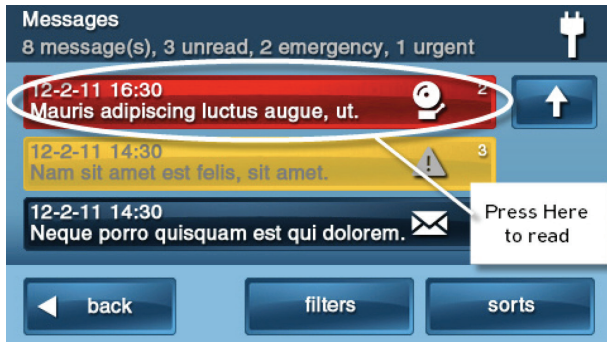 Messages
8 message(s), 3 unread, 2 emergency, 1 urgent
12-2-11 16:30
2
Mauris adipiscing luctus augue, ut.
12-2-11 14:30
3
Nam sit amet est felis, sit amet.
12-2-11 14:30
Neque porro quisquam est qui dolorem.
Press Here
to read
back
filters
sorts